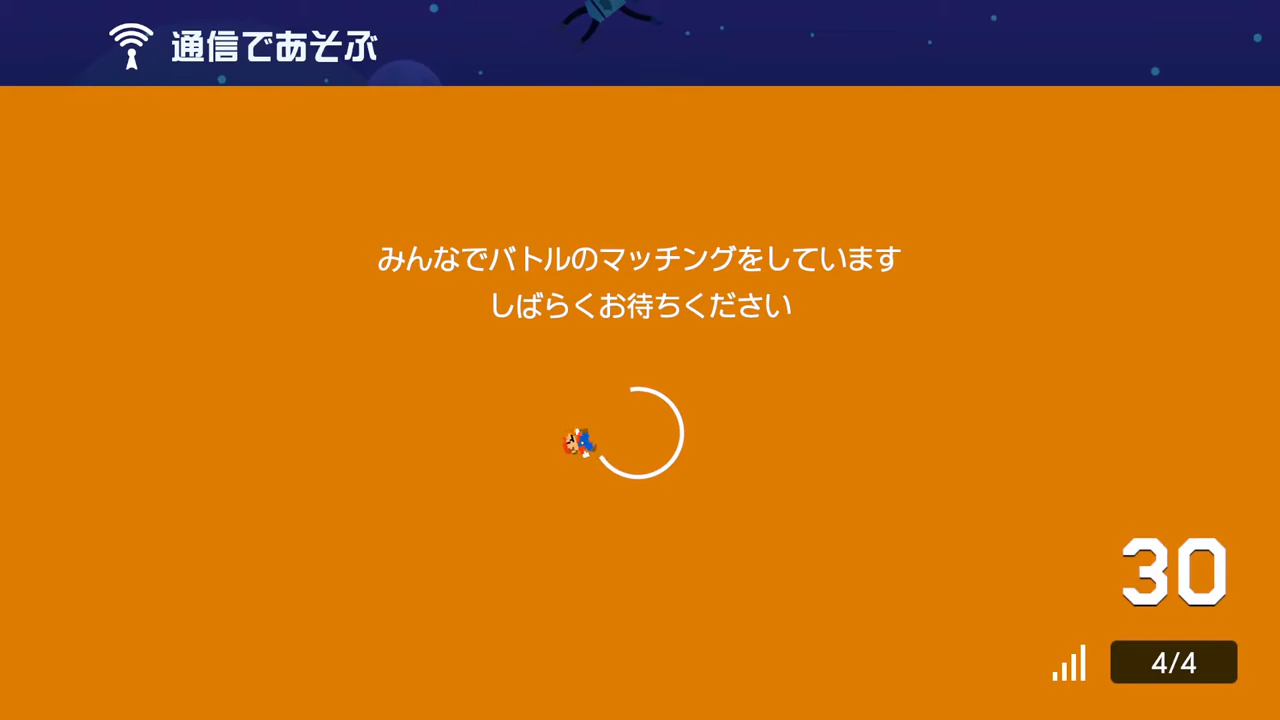 通信であそぶ
みんなでバトルのマッチングをしています
しばらくお待ちください
30
4/4